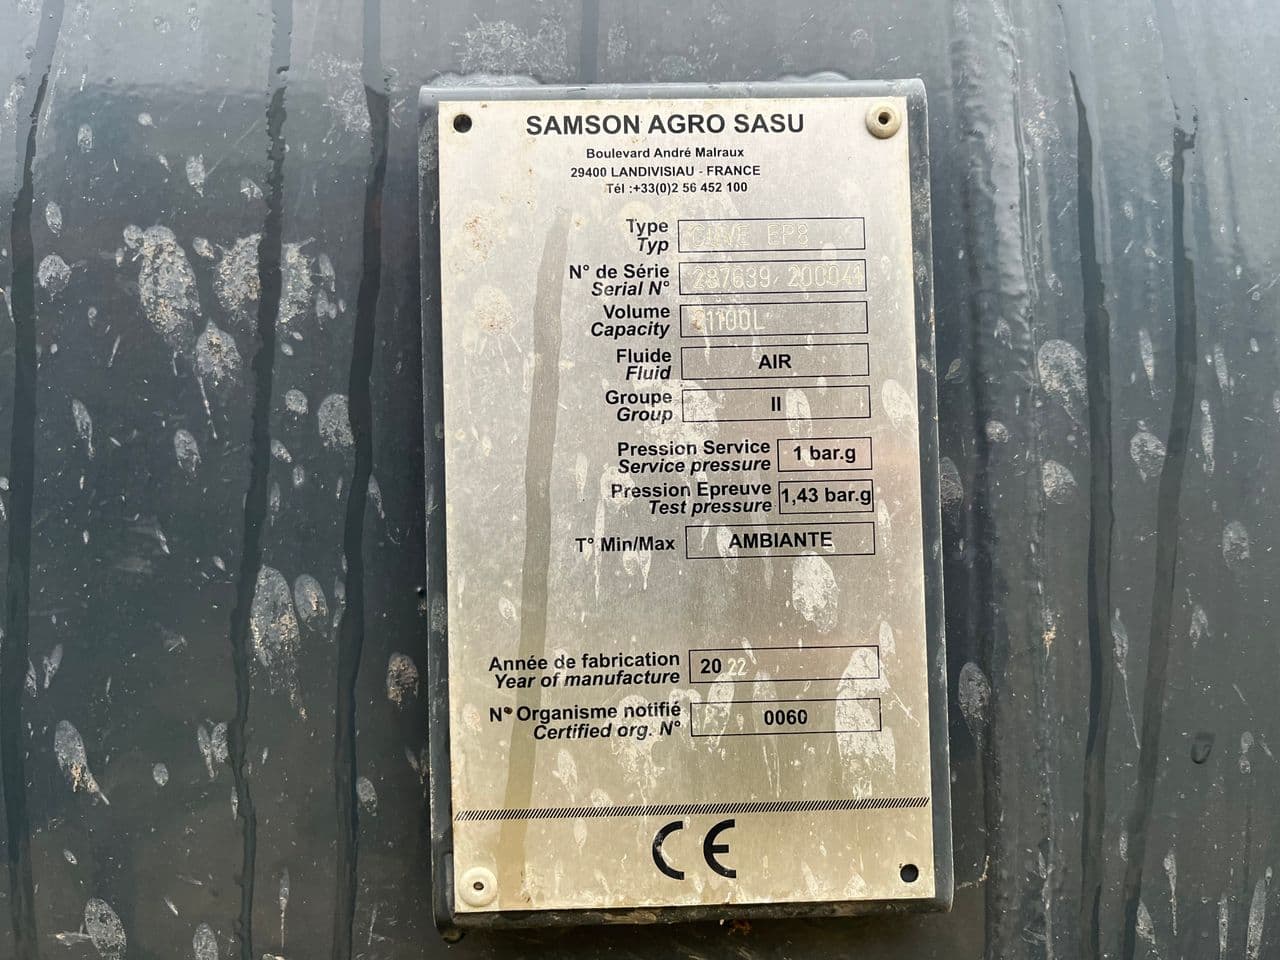 SAMSON AGRO SASU
Boulevard André Malraux
29400 LANDIVISIAU - FRANCE
Tél :+33(0)2 56 452 100
Type
Typ
EP8
N° de Série
Serial N°
287639/200041
Volume
Capacity
Fluide
Fluid
AIR
Groupe
Group
II
Pression Service
Service pressure
1 bar.g
Pression Epreuve
Test pressure
1,43 bar.g
T° Min/Max
AMBIANTE
Année de fabrication
Year of manufacture
2022
N° Organisme notifié
Certified org. N°
0060
CE